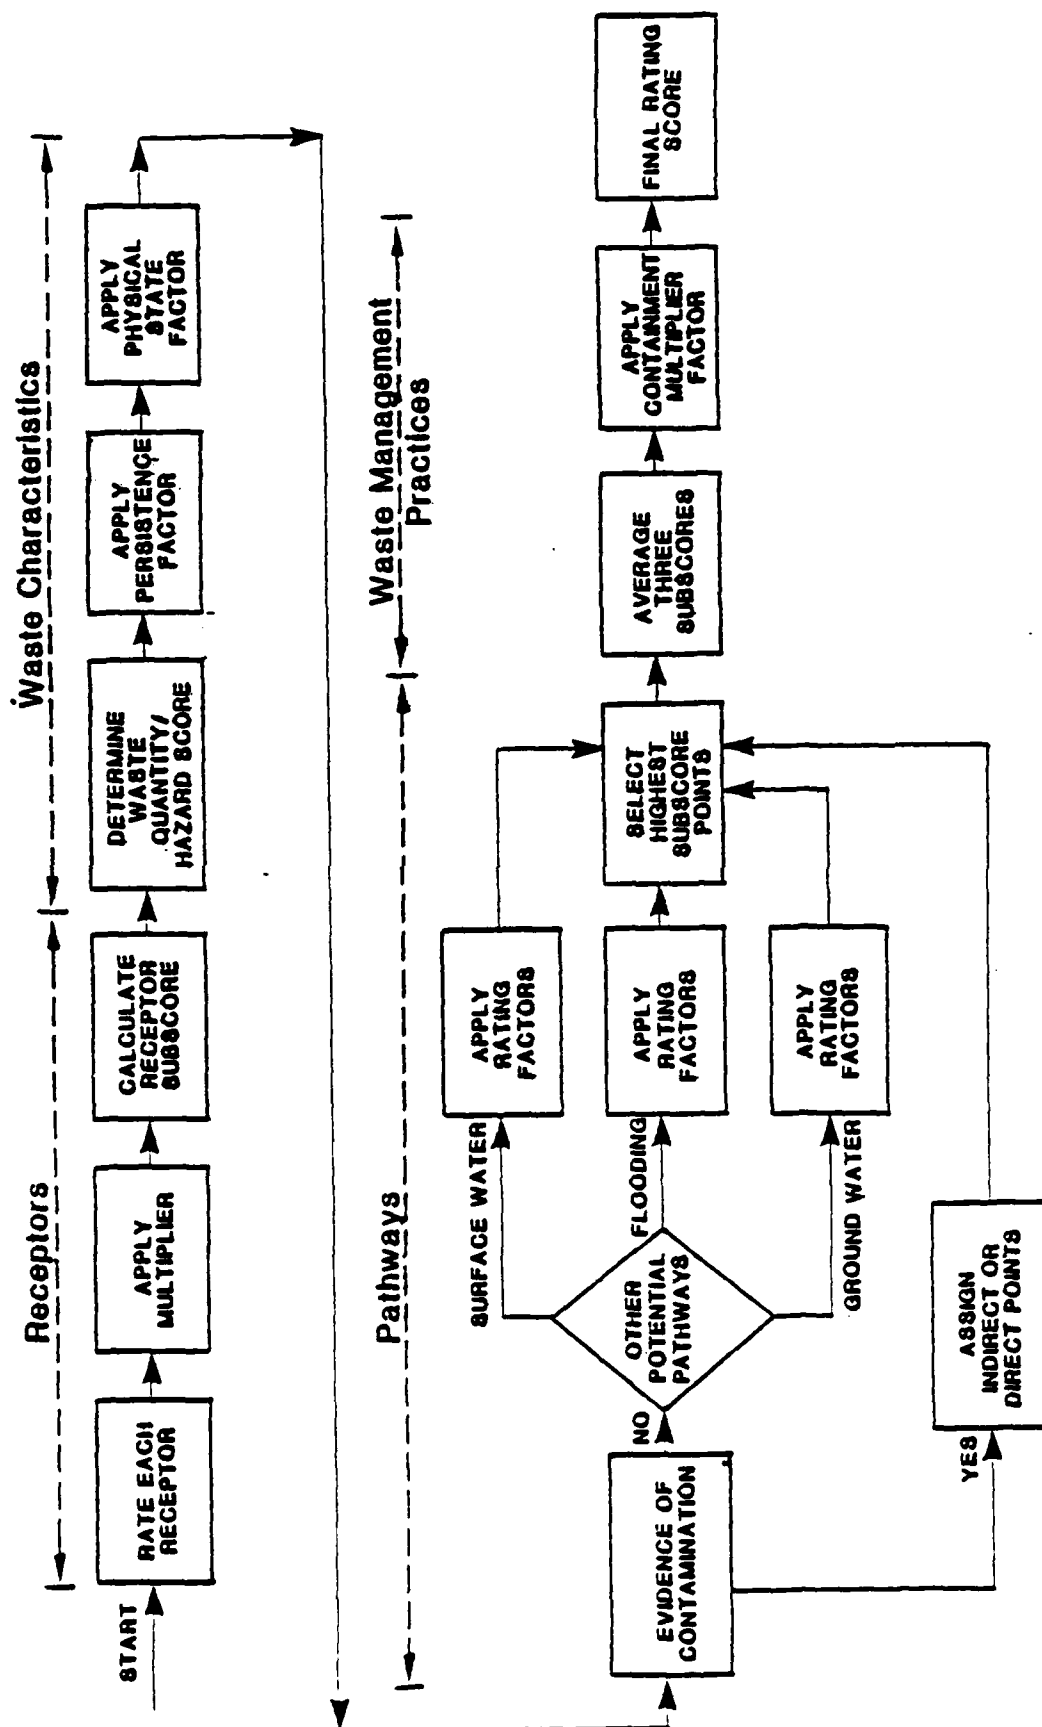 Receptors
Waste Characteristics
START
RATE EACH
RECEPTOR
APPLY
MULTIPLIER
CALCULATE
RECEPTOR
SUBSCORE
DETERMINE
WASTE
QUANTITY/
HAZARD SCORE
APPLY
PERSISTENCE
FACTOR
APPLY
PHYSICAL
STATE
FACTOR
Pathways
Waste Management
Practices
EVIDENCE OF
CONTAMINATION
NO
YES
OTHER
POTENTIAL
PATHWAYS
SURFACE WATER
FLOODING
GROUND WATER
APPLY
RATING
FACTORS
APPLY
RATING
FACTORS
APPLY
RATING
FACTORS
ASSIGN
INDIRECT OR
DIRECT POINTS
SELECT
HIGHEST
SUBSCORE
POINTS
AVERAGE
THREE
SUBSCORES
APPLY
CONTAINMENT
MULTIPLIER
FACTOR
FINAL RATING
SCORE